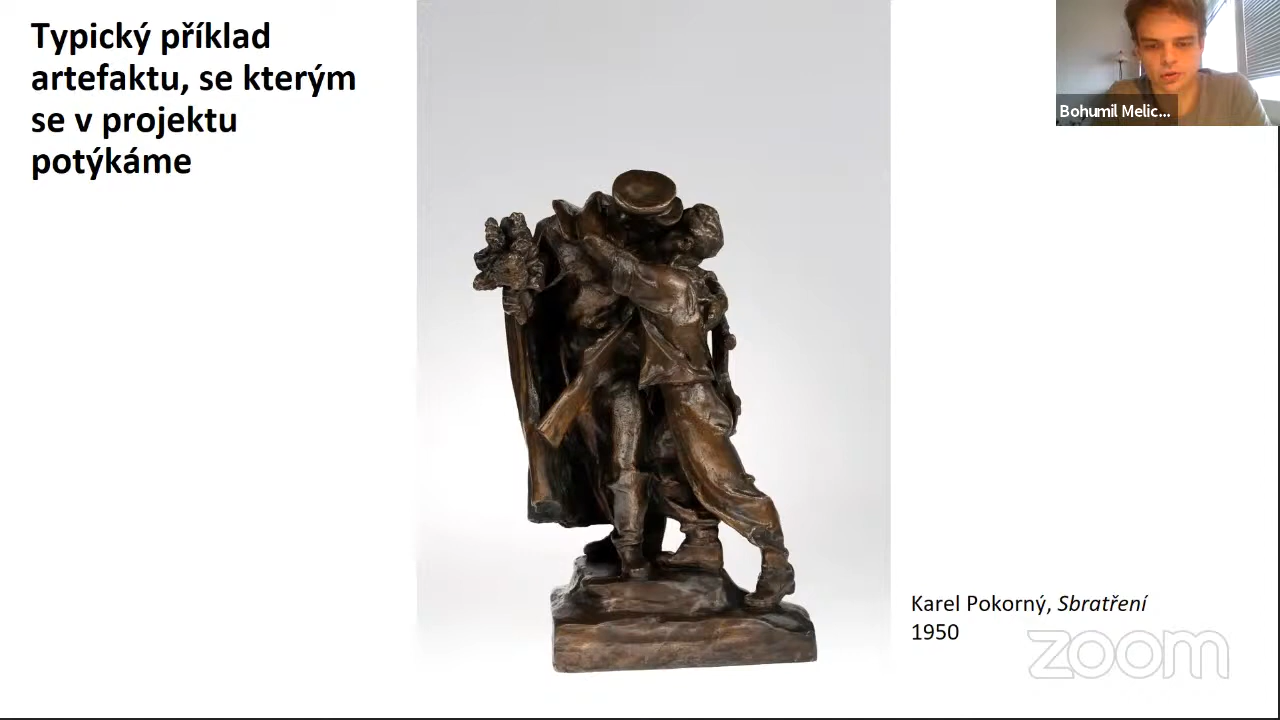 Typický příklad
artefaktu, se kterým
se v projektu
potýkáme
Bohumil Melic...
Karel Pokorný, Sbratření
1950
zoom